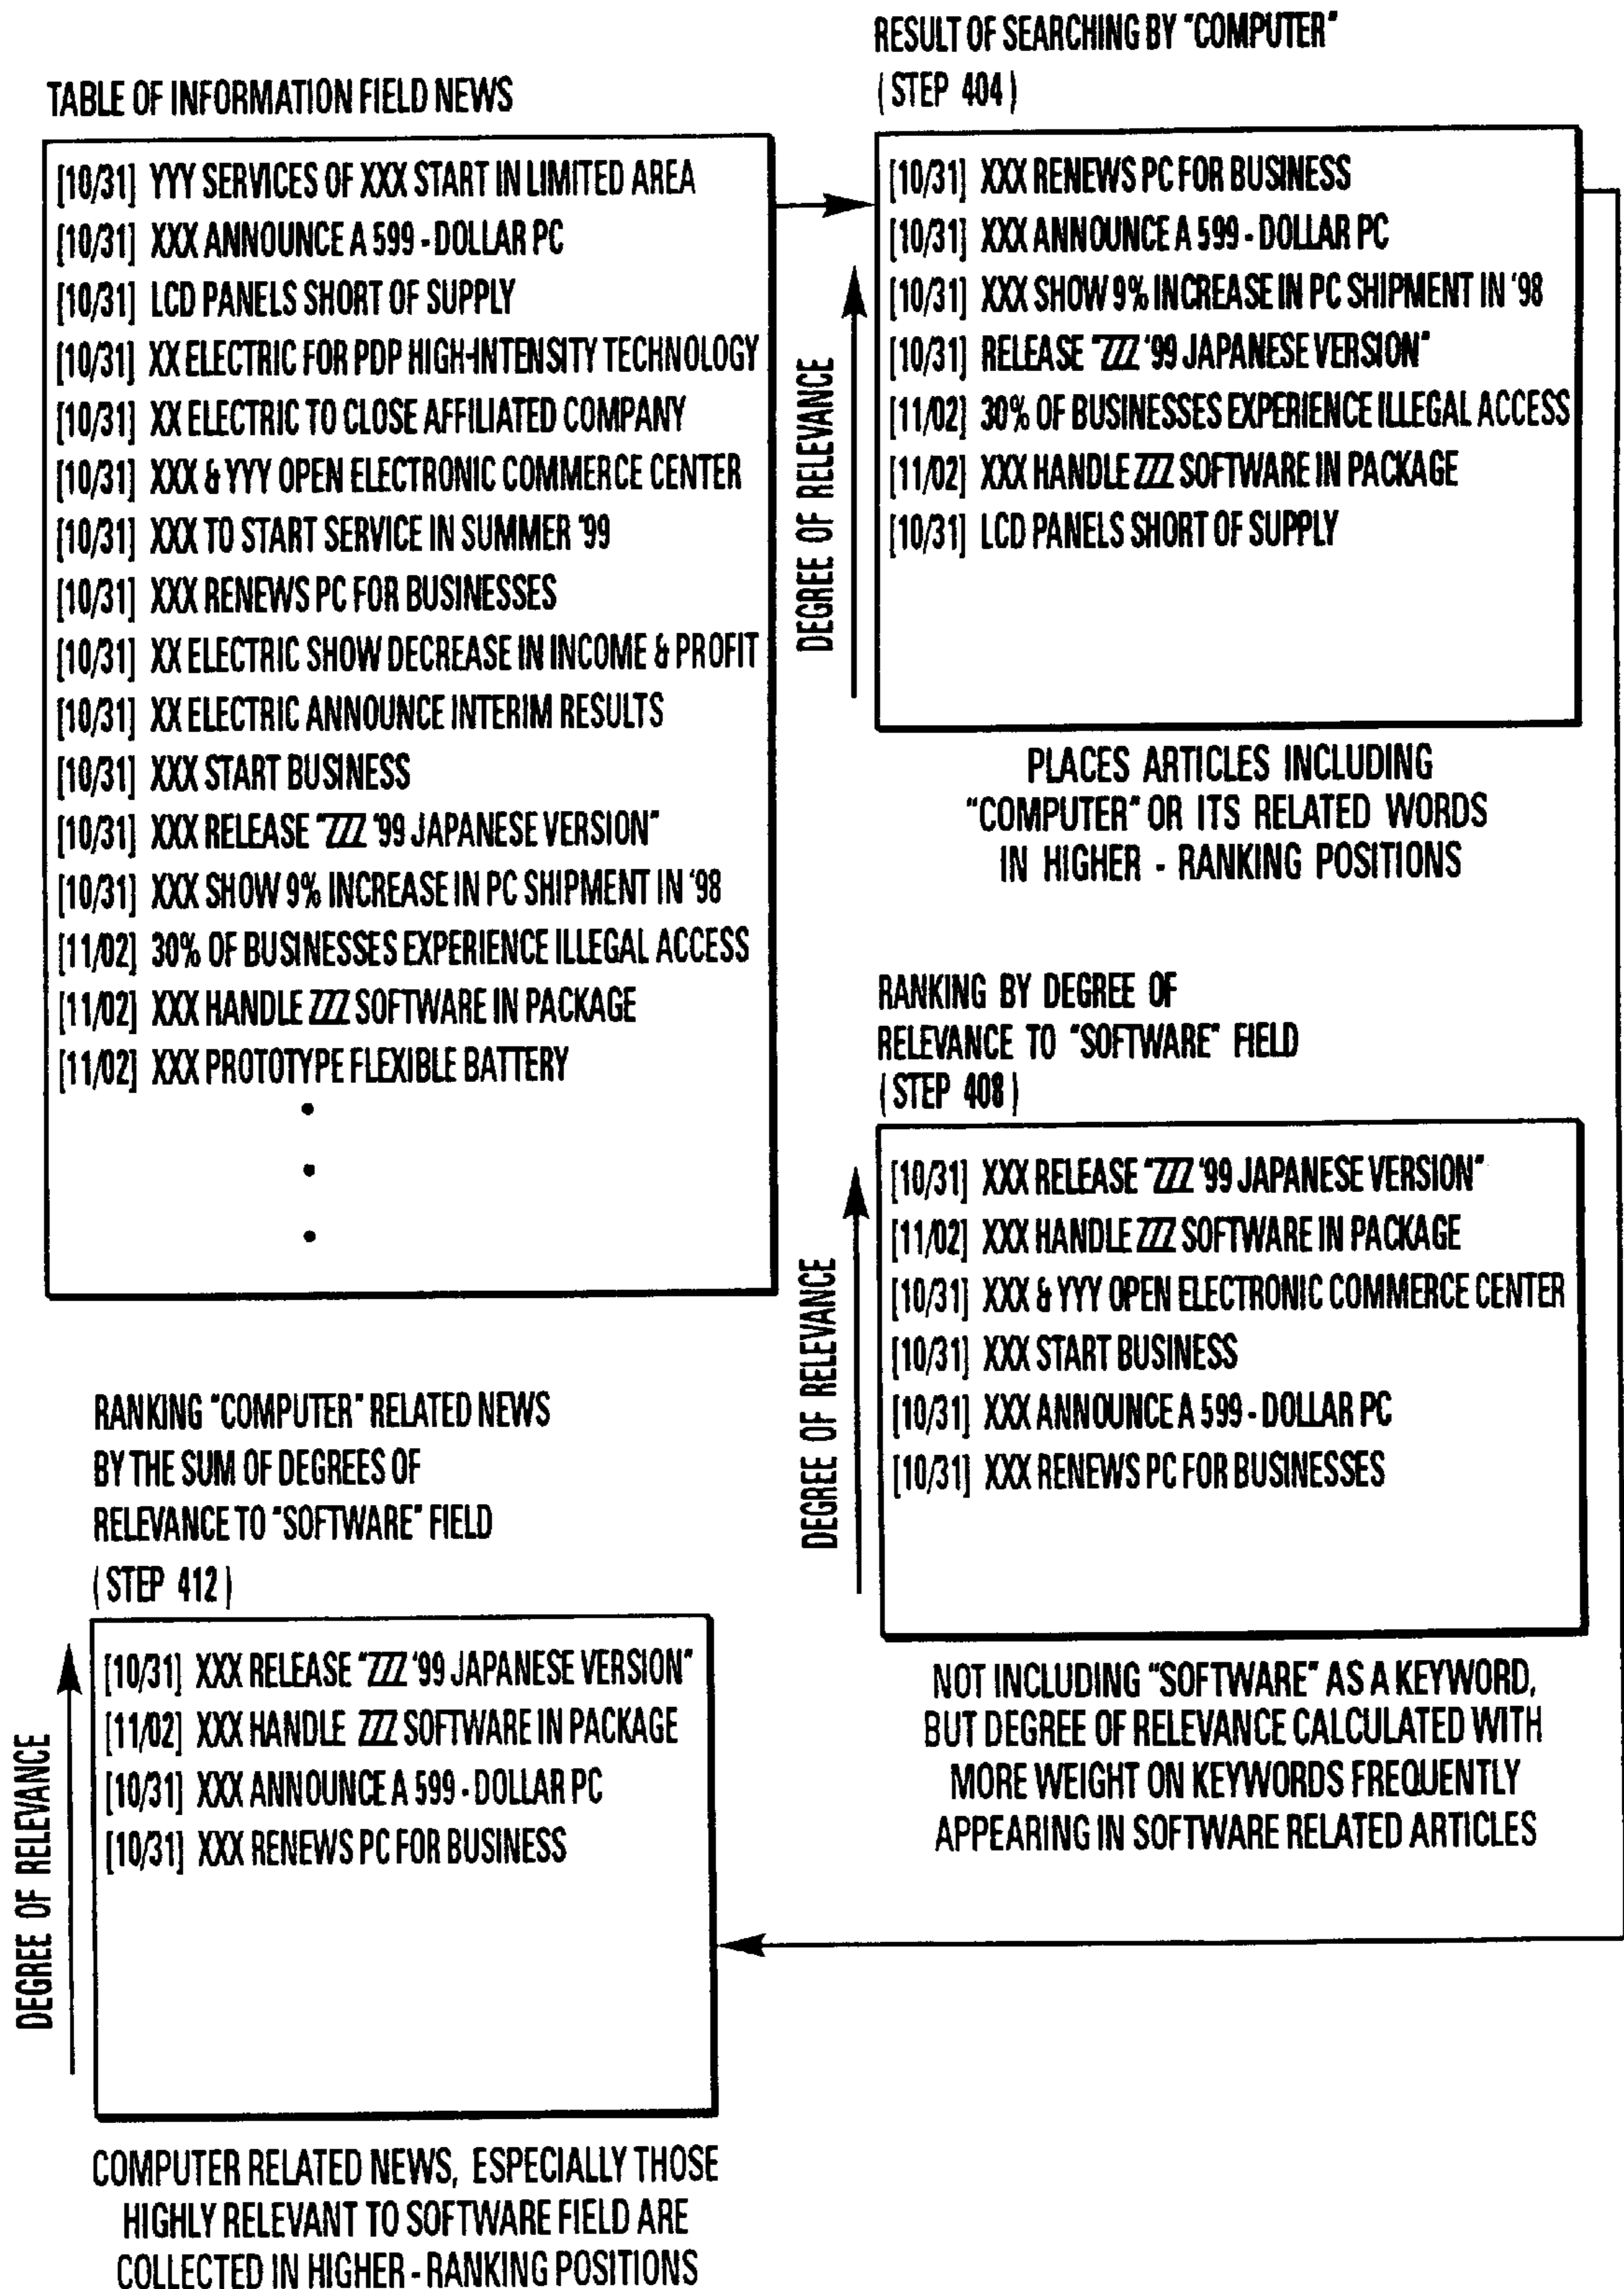 TABLE OF INFORMATION FIELD NEWS
[10/31] YYY SERVICES OF XXX START IN LIMITED AREA
[10/31] XXX ANNOUNCE A 599 - DOLLAR PC
[10/31] LCD PANELS SHORT OF SUPPLY
[10/31] XX ELECTRIC FOR PDP HIGH-INTENSITY TECHNOLOGY
[10/31] XX ELECTRIC TO CLOSE AFFILIATED COMPANY
[10/31] XXX & YYY OPEN ELECTRONIC COMMERCE CENTER
[10/31] XXX TO START SERVICE IN SUMMER '99
[10/31] XXX RENEWS PC FOR BUSINESSES
[10/31] XX ELECTRIC SHOW DECREASE IN INCOME & PROFIT
[10/31] XX ELECTRIC ANNOUNCE INTERIM RESULTS
[10/31] XXX START BUSINESS
[10/31] XXX RELEASE "ZZZ '99 JAPANESE VERSION"
[10/31] XXX SHOW 9% INCREASE IN PC SHIPMENT IN '98
[11/02] 30% OF BUSINESSES EXPERIENCE ILLEGAL ACCESS
[11/02] XXX HANDLE ZZZ SOFTWARE IN PACKAGE
[11/02] XXX PROTOTYPE FLEXIBLE BATTERY
RESULT OF SEARCHING BY "COMPUTER"
(STEP 404)
DEGREE OF RELEVANCE
[10/31] XXX RENEWS PC FOR BUSINESS
[10/31] XXX ANNOUNCE A 599 - DOLLAR PC
[10/31] XXX SHOW 9% INCREASE IN PC SHIPMENT IN '98
[10/31] RELEASE "ZZZ '99 JAPANESE VERSION"
[11/02] 30% OF BUSINESSES EXPERIENCE ILLEGAL ACCESS
[11/02] XXX HANDLE ZZZ SOFTWARE IN PACKAGE
[10/31] LCD PANELS SHORT OF SUPPLY
PLACES ARTICLES INCLUDING
"COMPUTER" OR ITS RELATED WORDS
IN HIGHER - RANKING POSITIONS
RANKING BY DEGREE OF
RELEVANCE TO "SOFTWARE" FIELD
(STEP 408)
DEGREE OF RELEVANCE
[10/31] XXX RELEASE "ZZZ '99 JAPANESE VERSION"
[11/02] XXX HANDLE ZZZ SOFTWARE IN PACKAGE
[10/31] XXX & YYY OPEN ELECTRONIC COMMERCE CENTER
[10/31] XXX START BUSINESS
[10/31] XXX ANNOUNCE A 599 - DOLLAR PC
[10/31] XXX RENEWS PC FOR BUSINESSES
NOT INCLUDING "SOFTWARE" AS A KEYWORD,
BUT DEGREE OF RELEVANCE CALCULATED WITH
MORE WEIGHT ON KEYWORDS FREQUENTLY
APPEARING IN SOFTWARE RELATED ARTICLES
RANKING "COMPUTER" RELATED NEWS
BY THE SUM OF DEGREES OF
RELEVANCE TO "SOFTWARE" FIELD
(STEP 412)
DEGREE OF RELEVANCE
[10/31] XXX RELEASE "ZZZ '99 JAPANESE VERSION"
[11/02] XXX HANDLE ZZZ SOFTWARE IN PACKAGE
[10/31] XXX ANNOUNCE A 599 - DOLLAR PC
[10/31] XXX RENEWS PC FOR BUSINESS
COMPUTER RELATED NEWS, ESPECIALLY THOSE
HIGHLY RELEVANT TO SOFTWARE FIELD ARE
COLLECTED IN HIGHER - RANKING POSITIONS